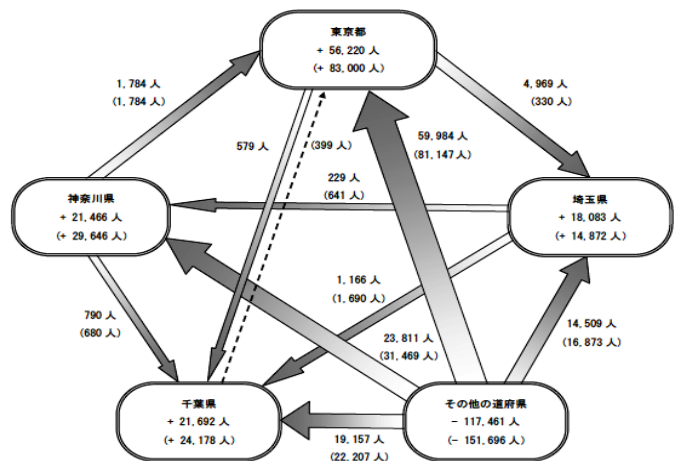 東京都
+ 56,220 人
(+ 83,000 人)
1,784 人
(1,784 人)
4,969 人
(330 人)
579 人
(399 人)
59,984 人
(81,147 人)
229 人
(641 人)
神奈川県
+ 21,466 人
(+ 29,646 人)
埼玉県
+ 18,083 人
(+ 14,872 人)
1,166 人
(1,690 人)
790 人
(680 人)
23,811 人
(31,469 人)
14,509 人
(16,873 人)
千葉県
+ 21,692 人
(+ 24,178 人)
その他の道府県
− 117,461 人
(− 151,696 人)
19,157 人
(22,207 人)